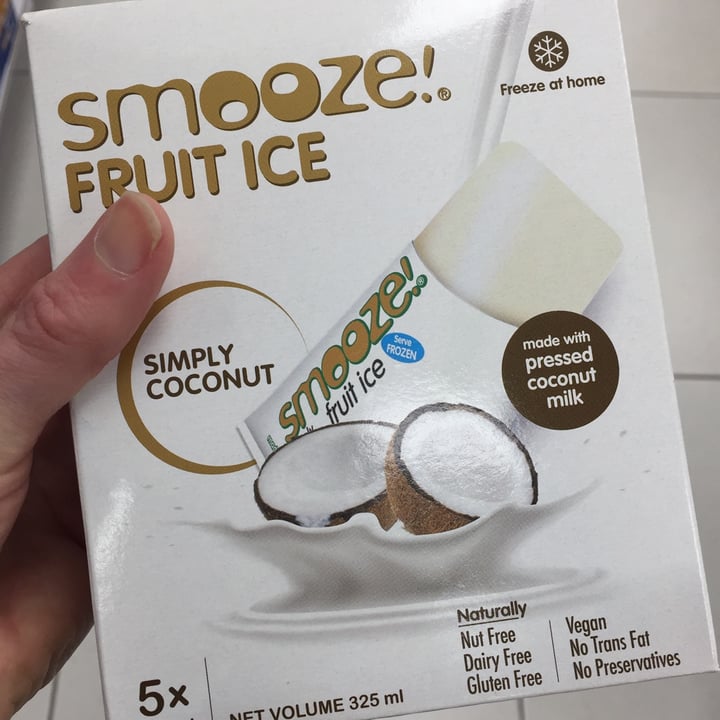 smooze!®
FRUIT ICE
Freeze at home
SIMPLY
COCONUT
smooze!®
Serve
FROZEN
fruit ice
made with
pressed
coconut
milk
Naturally
Nut Free
Dairy Free
Gluten Free
Vegan
No Trans Fat
No Preservatives
5x
NET VOLUME 325 ml